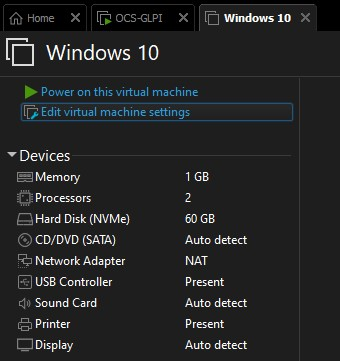 Home OCS-GLPI Windows 10
Windows 10
Power on this virtual machine
Edit virtual machine settings
Devices
Memory 1 GB
Processors 2
Hard Disk (NVMe) 60 GB
CD/DVD (SATA) Auto detect
Network Adapter NAT
USB Controller Present
Sound Card Auto detect
Printer Present
Display Auto detect